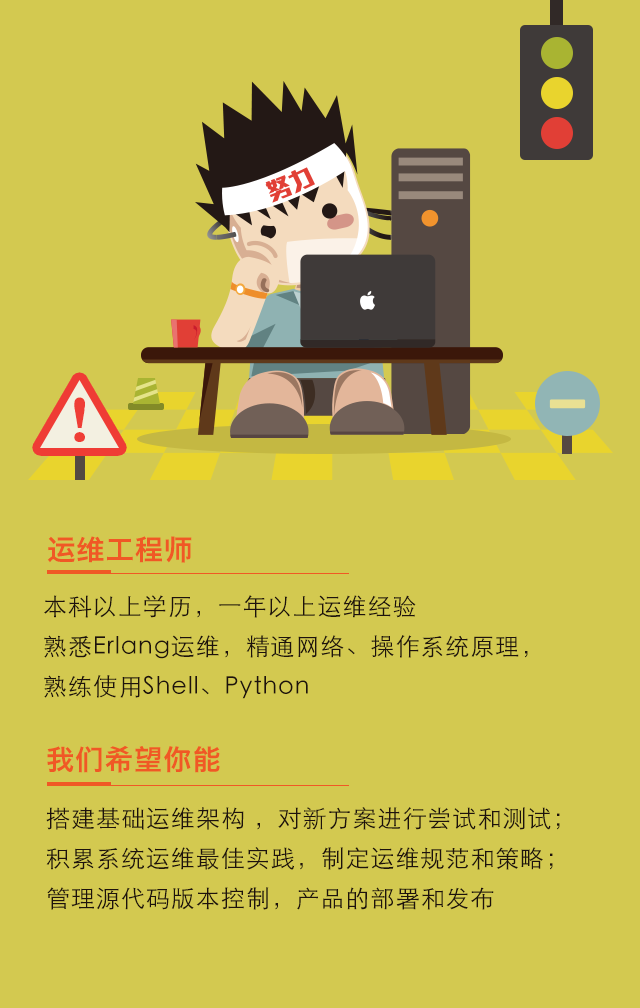 努力
运维工程师
本科以上学历，一年以上运维经验
熟悉Erlang运维，精通网络、操作系统原理，
熟练使用Shell、Python
我们希望你能
搭建基础运维架构 ，对新方案进行尝试和测试；
积累系统运维最佳实践，制定运维规范和策略；
管理源代码版本控制，产品的部署和发布